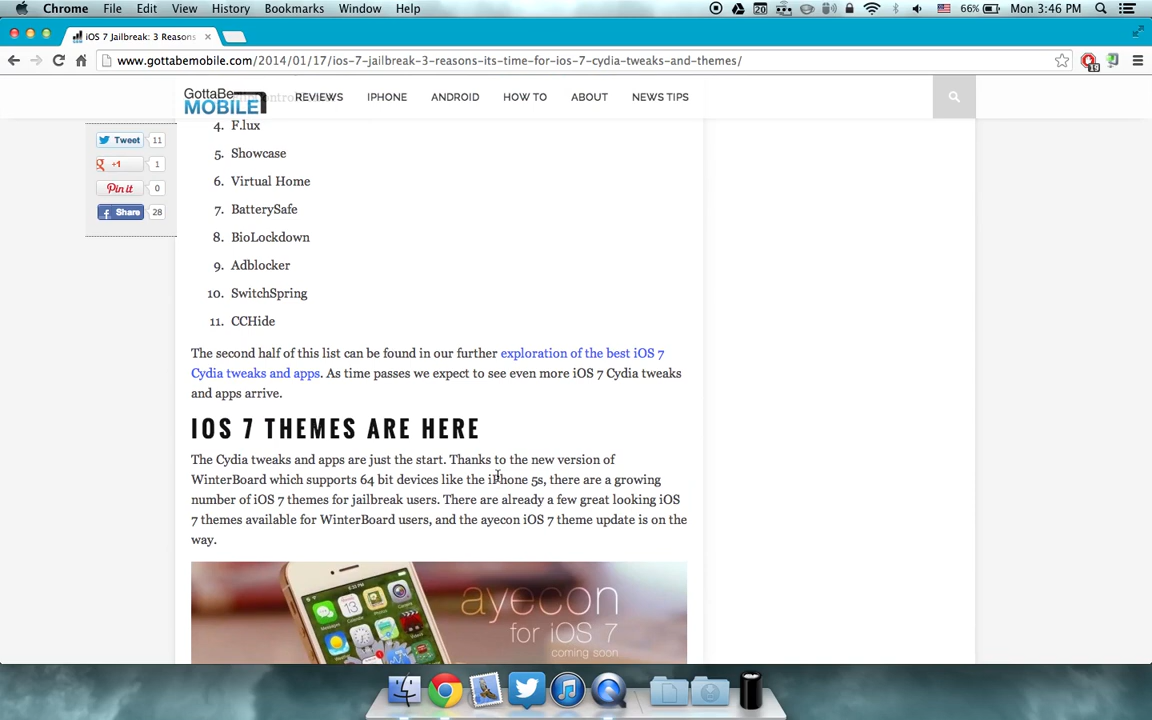 Chrome File Edit View History Bookmarks Window Help 20 66% Mon 3:46 PM
iOS 7 Jailbreak: 3 Reasons
www.gottabemobile.com/2014/01/17/ios-7-jailbreak-3-reasons-its-time-for-ios-7-cydia-tweaks-and-themes/ 19
GottaBe
MOBILE REVIEWS IPHONE ANDROID HOW TO ABOUT NEWS TIPS
Tweet 11
+1 1
Pin it 0
Share 28
4. F.lux
5. Showcase
6. Virtual Home
7. BatterySafe
8. BioLockdown
9. Adblocker
10. SwitchSpring
11. CCHide
The second half of this list can be found in our further exploration of the best iOS 7
Cydia tweaks and apps. As time passes we expect to see even more iOS 7 Cydia tweaks
and apps arrive.
IOS 7 THEMES ARE HERE
The Cydia tweaks and apps are just the start. Thanks to the new version of
WinterBoard which supports 64 bit devices like the iPhone 5s, there are a growing
number of iOS 7 themes for jailbreak users. There are already a few great looking iOS
7 themes available for WinterBoard users, and the ayecon iOS 7 theme update is on the
way.
ayecon
for iOS 7
coming soon